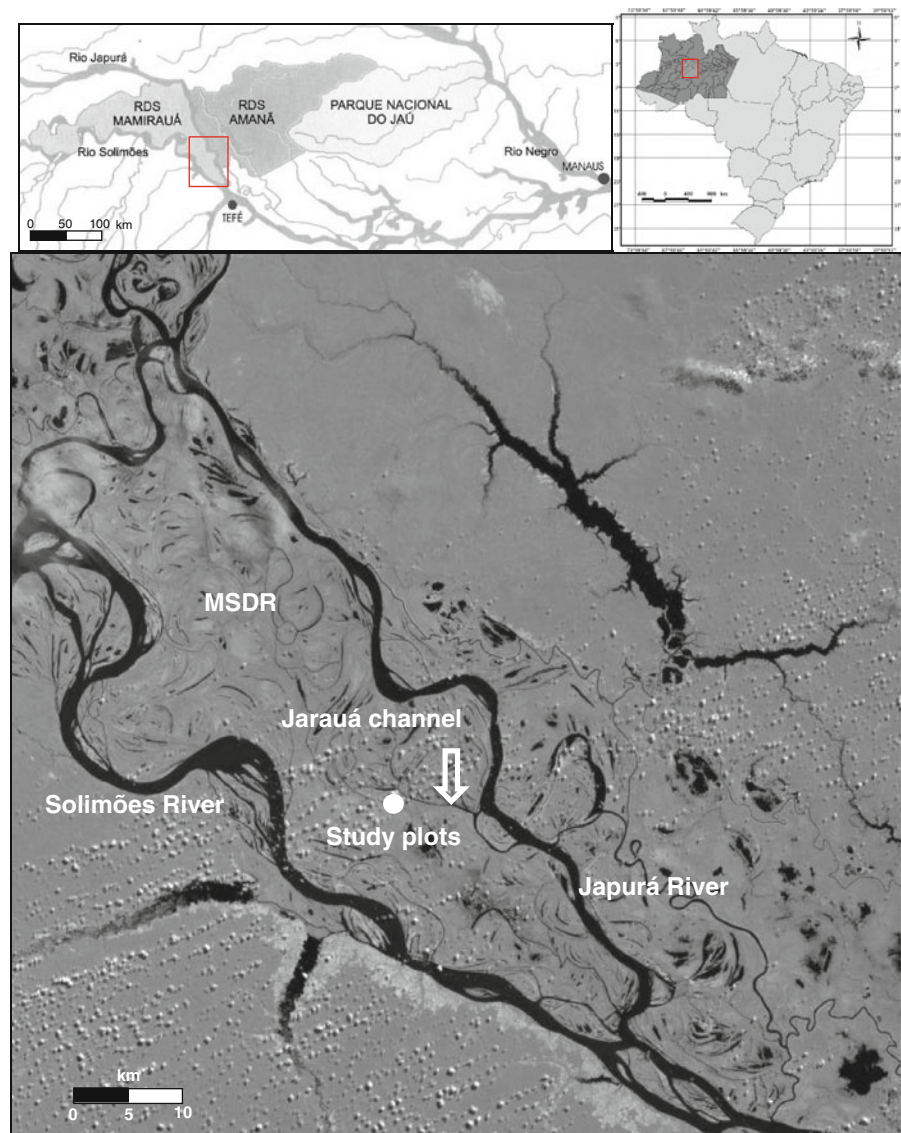 Rio Japurá
RDS
MAMIRAUÁ
RDS
AMANÃ
PARQUE NACIONAL
DO JAÚ
Rio Solimões
Rio Negro
MANAUS
TEFÉ
0 50 100 km
MSDR
Jarauá channel
Solimões River
Study plots
Japurá River
km
0 5 10